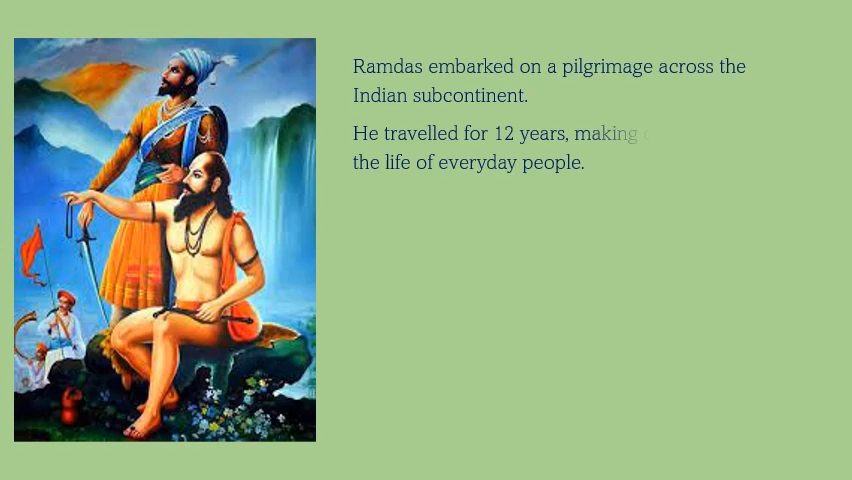 Ramdas embarked on a pilgrimage across the
Indian subcontinent.
He travelled for 12 years, making
the life of everyday people.